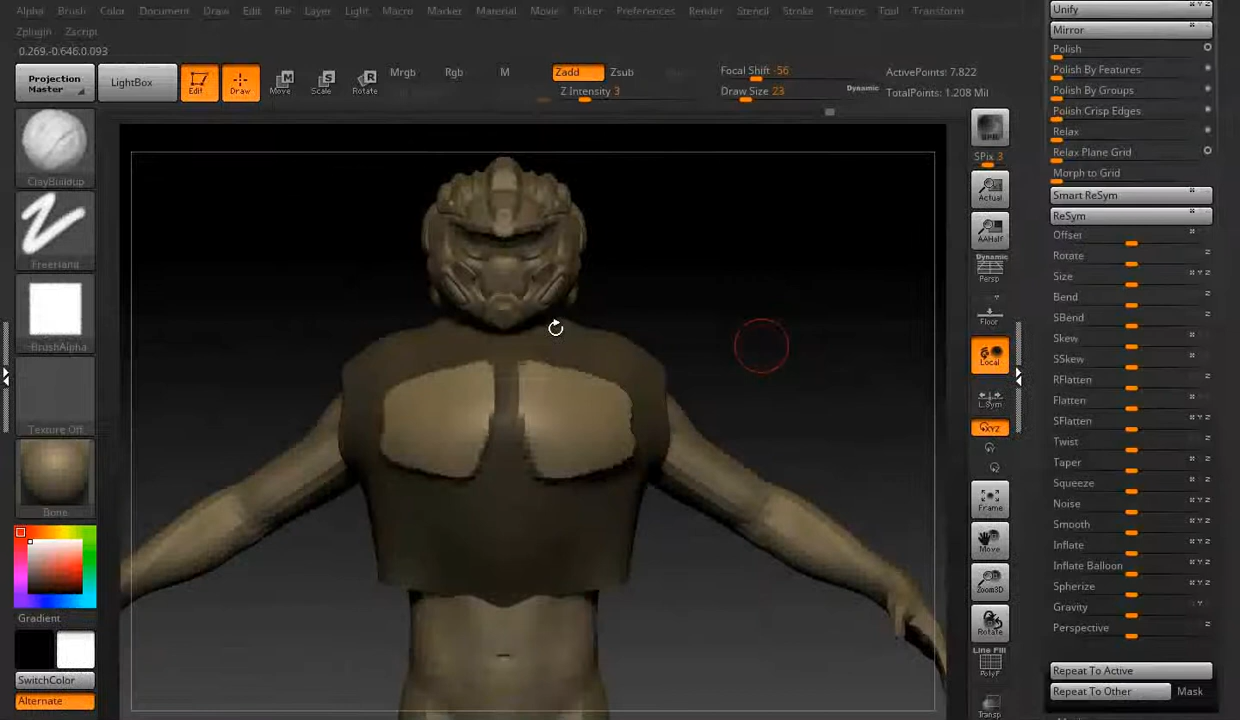 Alpha Brush Color Document Draw Edit File Layer Light Macro Marker Material Movie Picker Preferences Render Stencil Stroke Texture Tool Transform
Zplugin Zscript
0.269,-0.646,0.093
Projection
Master
LightBox
Edit
Draw
Move
Scale
Rotate
Mrgb
Rgb
M
Zadd
Zsub
Z Intensity 3
Focal Shift -56
Draw Size 23
Dynamic
ActivePoints: 7,822
TotalPoints: 1.208 Mil
ClayBuildup
Freehand
~BrushAlpha
Texture Off
Bone
Gradient
SwitchColor
Alternate
SPix 3
Actual
AAHalf
Dynamic
Persp
Floor
Local
L.Sym
XYZ
Frame
Move
Zoom3D
Rotate
Line Fill
PolyF
Transp
Unify
Mirror
Polish
Polish By Features
Polish By Groups
Polish Crisp Edges
Relax
Relax Plane Grid
Morph to Grid
Smart ReSym
ReSym
Offset
Rotate
Size
Bend
SBend
Skew
SSkew
RFlatten
Flatten
SFlatten
Twist
Taper
Squeeze
Noise
Smooth
Inflate
Inflate Balloon
Spherize
Gravity
Perspective
Repeat To Active
Repeat To Other
Mask